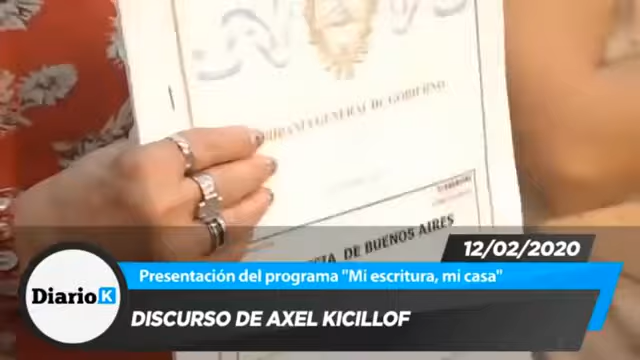 GENERAL DE GOBIERNO
DE BUENOS AIRES
12/02/2020
Presentación del programa "Mi escritura, mi casa"
DiarioK
DISCURSO DE AXEL KICILLOF